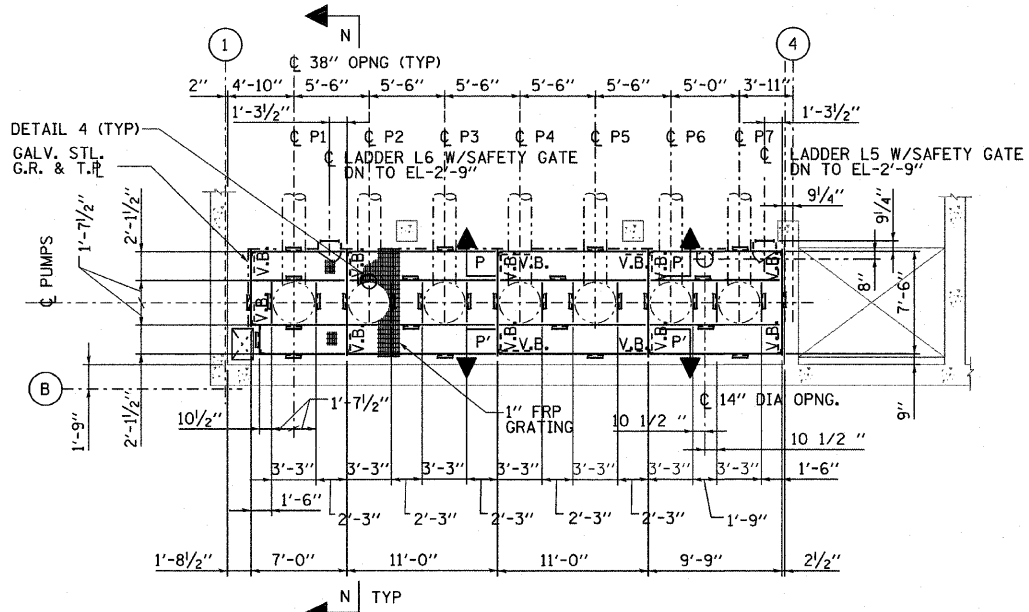 N
1
4
℄ 38" OPNG (TYP)
2" 4'-10" 5'-6" 5'-6" 5'-6" 5'-6" 5'-6" 5'-0" 3'-11"
1'-3½" 1'-3½"
DETAIL 4 (TYP)
GALV. STL.
G.R. & T.℄
℄ P1 ℄ P2 ℄ P3 ℄ P4 ℄ P5 ℄ P6 ℄ P7
℄ LADDER L6 W/SAFETY GATE
DN TO EL-2'-9"
℄ LADDER L5 W/SAFETY GATE
DN TO EL-2'-9"
9¼" 9¼"
1'-7½" 2'-1½"
V.B. V.B. P V.B. V.B. P V.B.
8"
7'-6"
℄ PUMPS
V.B.
V.B. P' V.B. V.B. V.B. V.B. P' V.B.
B
1'-9" 2'-1½" 9"
10½" 1'-7½"
1" FRP
GRATING
℄ 14" DIA OPNG.
10 1/2 "
10 1/2 "
3'-3" 3'-3" 3'-3" 3'-3" 3'-3" 3'-3" 3'-3" 1'-6"
1'-6"
2'-3" 2'-3" 2'-3" 2'-3" 2'-3" 1'-9"
1'-8½" 7'-0" 11'-0" 11'-0" 9'-9" 2½"
N TYP